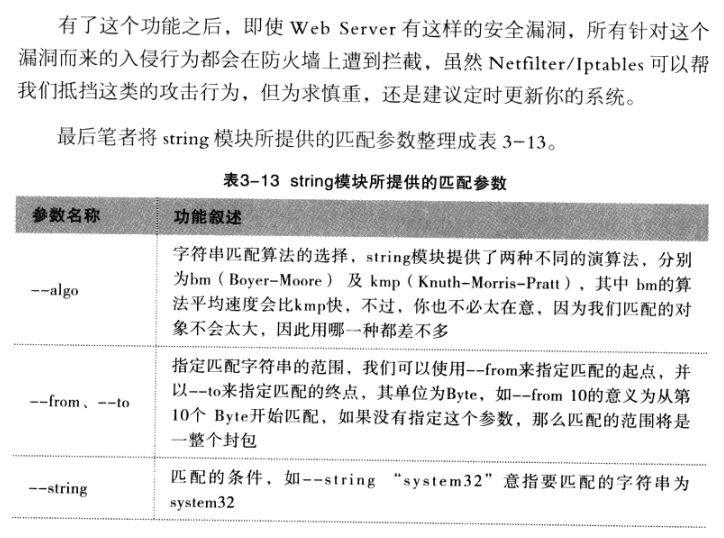 有了这个功能之后，即使 Web Server 有这样的安全漏洞，所有针对这个
漏洞而来的入侵行为都会在防火墙上遭到拦截，虽然 Netfilter/Iptables 可以帮
我们抵挡这类的攻击行为，但为求慎重，还是建议定时更新你的系统。
最后笔者将 string 模块所提供的匹配参数整理成表 3-13。
表3-13 string模块所提供的匹配参数
参数名称 功能叙述
--algo
字符串匹配算法的选择，string模块提供了两种不同的演算法，分别
为bm（Boyer-Moore） 及 kmp（Knuth-Morris-Pratt），其中 bm的算
法平均速度会比kmp快，不过，你也不必太在意，因为我们匹配的对
象不会太大，因此用哪一种都差不多
--from、--to
指定匹配字符串的范围，我们可以使用--from来指定匹配的起点，并
以--to来指定匹配的终点，其单位为Byte，如--from 10的意义为从第
10个 Byte开始匹配，如果没有指定这个参数，那么匹配的范围将是
一整个封包
--string
匹配的条件，如--string “system32”意指要匹配的字符串为
system32